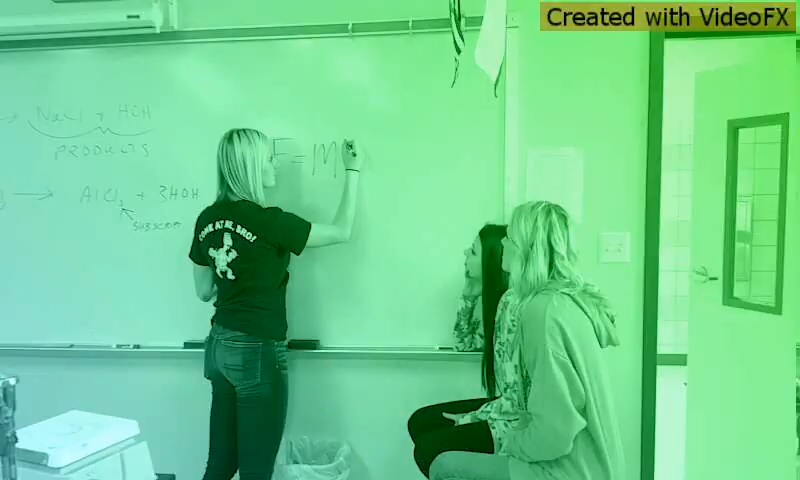 Created with VideoFX
→ NaCl + HOH
PRODUCTS
F = M
→ AlCl3 + 3HOH
SUBSCRIPT
COME AT ME, BRO!